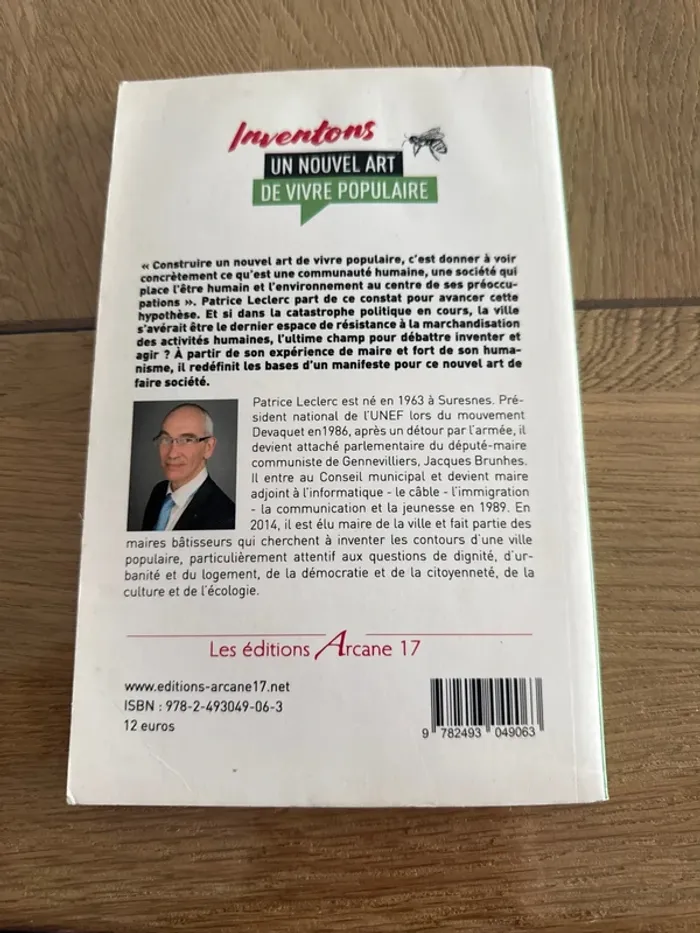 Inventons
UN NOUVEL ART
DE VIVRE POPULAIRE
« Construire un nouvel art de vivre populaire, c'est donner à voir
concrètement ce qu'est une communauté humaine, une société qui
place l'être humain et l'environnement au centre de ses préoccu-
pations ». Patrice Leclerc part de ce constat pour avancer cette
hypothèse. Et si dans la catastrophe politique en cours, la ville
s'avérait être le dernier espace de résistance à la marchandisation
des activités humaines, l'ultime champ pour débattre inventer et
agir ? À partir de son expérience de maire et fort de son huma-
nisme, il redéfinit les bases d'un manifeste pour ce nouvel art de
faire société.
Patrice Leclerc est né en 1963 à Suresnes. Pré-
sident national de l'UNEF lors du mouvement
Devaquet en1986, après un détour par l'armée, il
devient attaché parlementaire du député-maire
communiste de Gennevilliers, Jacques Brunhes.
Il entre au Conseil municipal et devient maire
adjoint à l'informatique - le câble - l'immigration
- la communication et la jeunesse en 1989. En
2014, il est élu maire de la ville et fait partie des
maires bâtisseurs qui cherchent à inventer les contours d'une ville
populaire, particulièrement attentif aux questions de dignité, d'ur-
banité et du logement, de la démocratie et de la citoyenneté, de la
culture et de l'écologie.
Les éditions Arcane 17
www.editions-arcane17.net
ISBN : 978-2-493049-06-3
12 euros
9 782493 049063